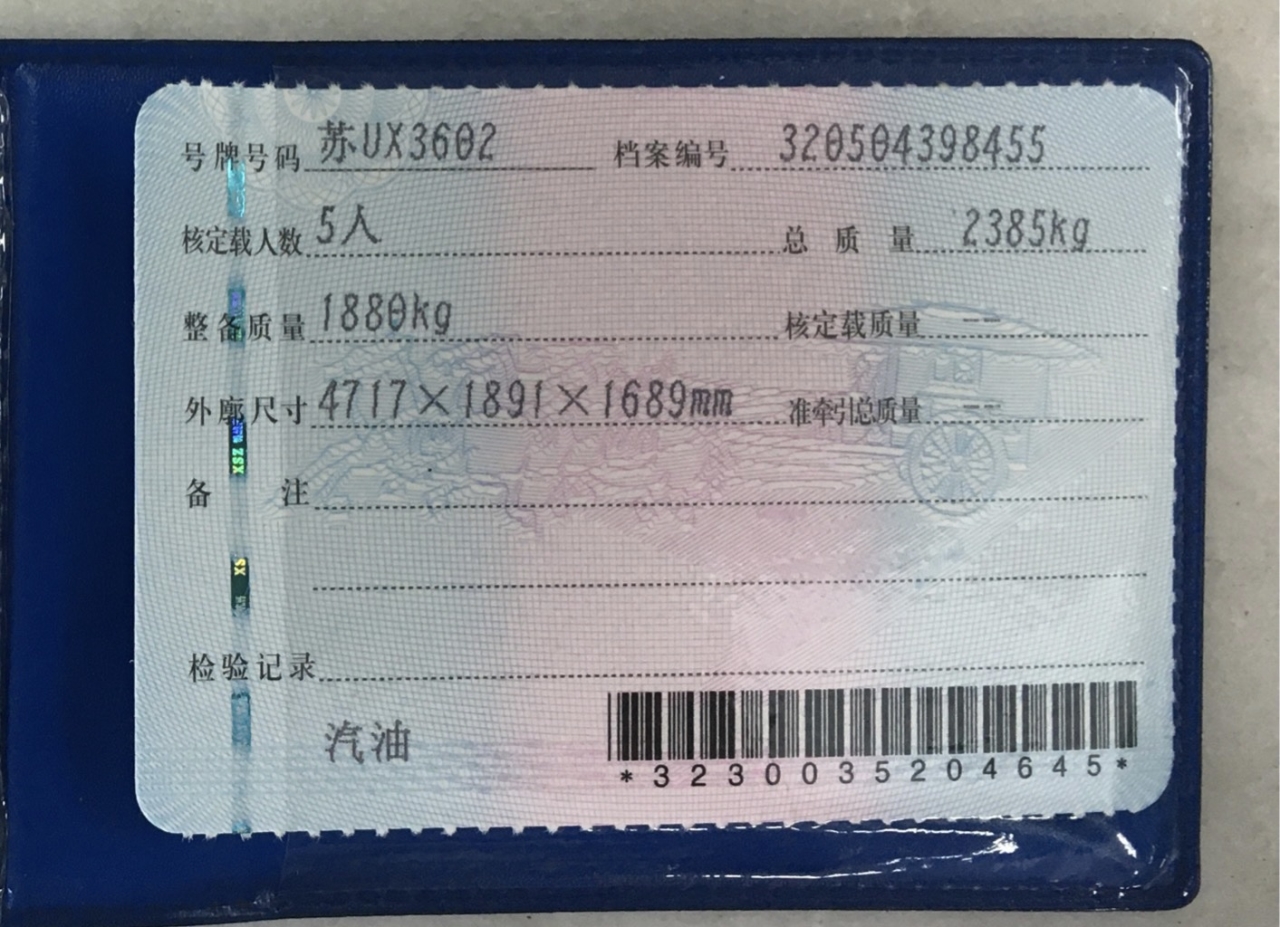 号牌号码 苏UX3602 档案编号 320504398455
核定载人数 5人 总质量 2385kg
整备质量 1880kg 核定载质量 --
外廓尺寸 4717×1891×1689mm 准牵引总质量 --
备注
检验记录
汽油
*3230035204645*
XSZ
XS